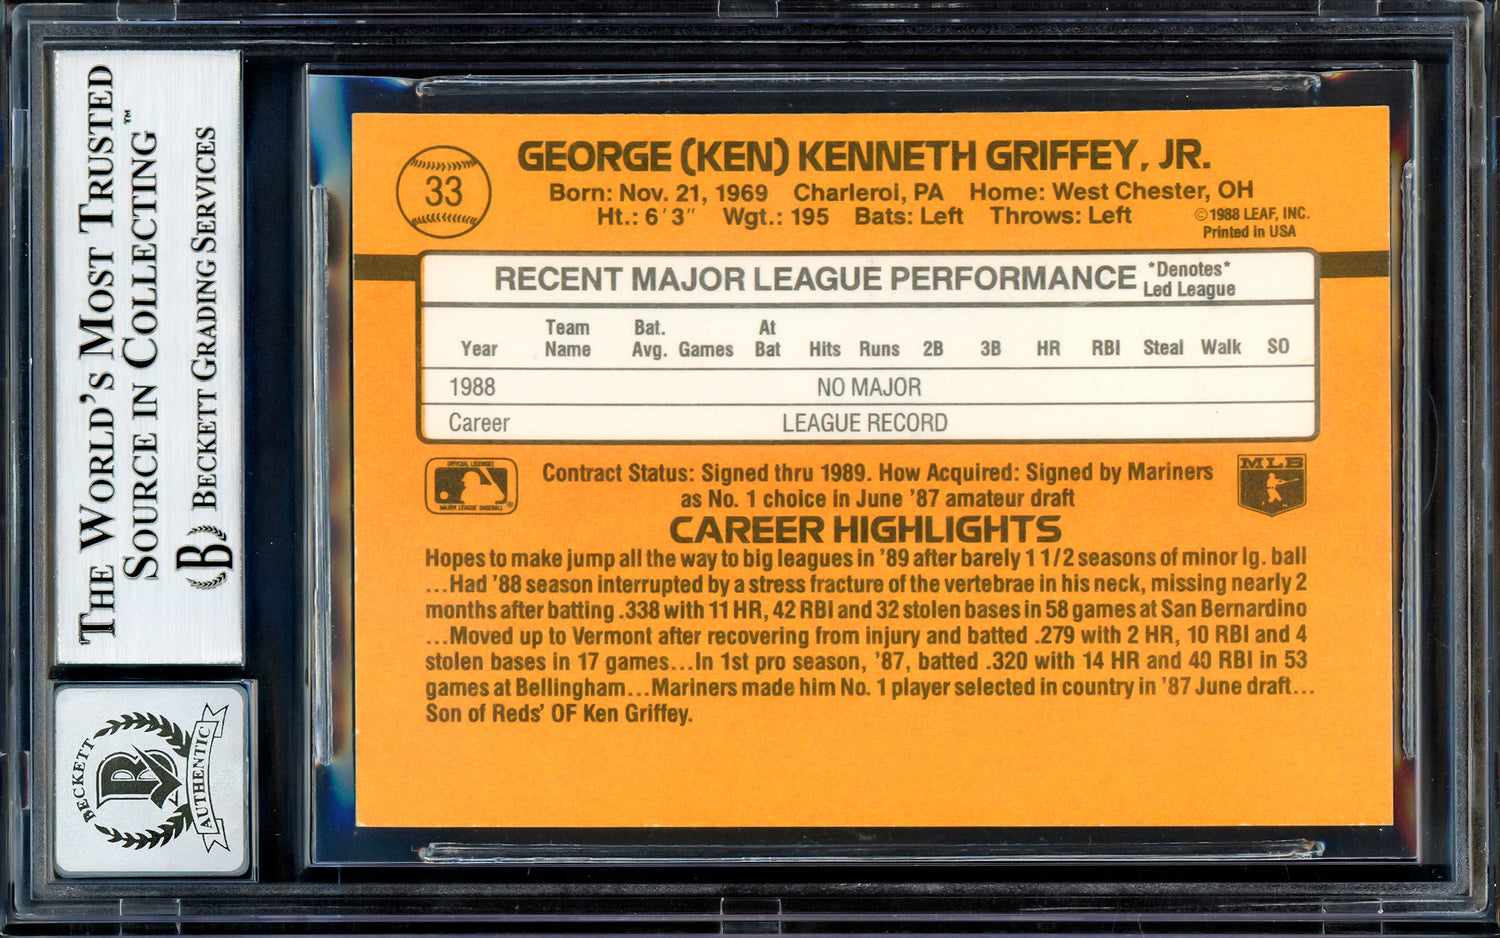 THE WORLD'S MOST TRUSTED
SOURCE IN COLLECTING™
B BECKETT GRADING SERVICES
BECKETT
B
AUTHENTIC
33
GEORGE (KEN) KENNETH GRIFFEY, JR.
Born: Nov. 21, 1969 Charleroi, PA Home: West Chester, OH
Ht.: 6'3" Wgt.: 195 Bats: Left Throws: Left
©1988 LEAF, INC.
Printed in USA
RECENT MAJOR LEAGUE PERFORMANCE *Denotes*
Led League
Year Team Name Bat. Avg. Games At Bat Hits Runs 2B 3B HR RBI Steal Walk SO
1988 NO MAJOR
Career LEAGUE RECORD
OFFICIAL LICENSEE
MAJOR LEAGUE BASEBALL
®
Contract Status: Signed thru 1989. How Acquired: Signed by Mariners
as No. 1 choice in June '87 amateur draft
MLB
CAREER HIGHLIGHTS
Hopes to make jump all the way to big leagues in '89 after barely 1 1/2 seasons of minor lg. ball
...Had '88 season interrupted by a stress fracture of the vertebrae in his neck, missing nearly 2
months after batting .338 with 11 HR, 42 RBI and 32 stolen bases in 58 games at San Bernardino
...Moved up to Vermont after recovering from injury and batted .279 with 2 HR, 10 RBI and 4
stolen bases in 17 games...In 1st pro season, '87, batted .320 with 14 HR and 40 RBI in 53
games at Bellingham...Mariners made him No. 1 player selected in country in '87 June draft...
Son of Reds' OF Ken Griffey.